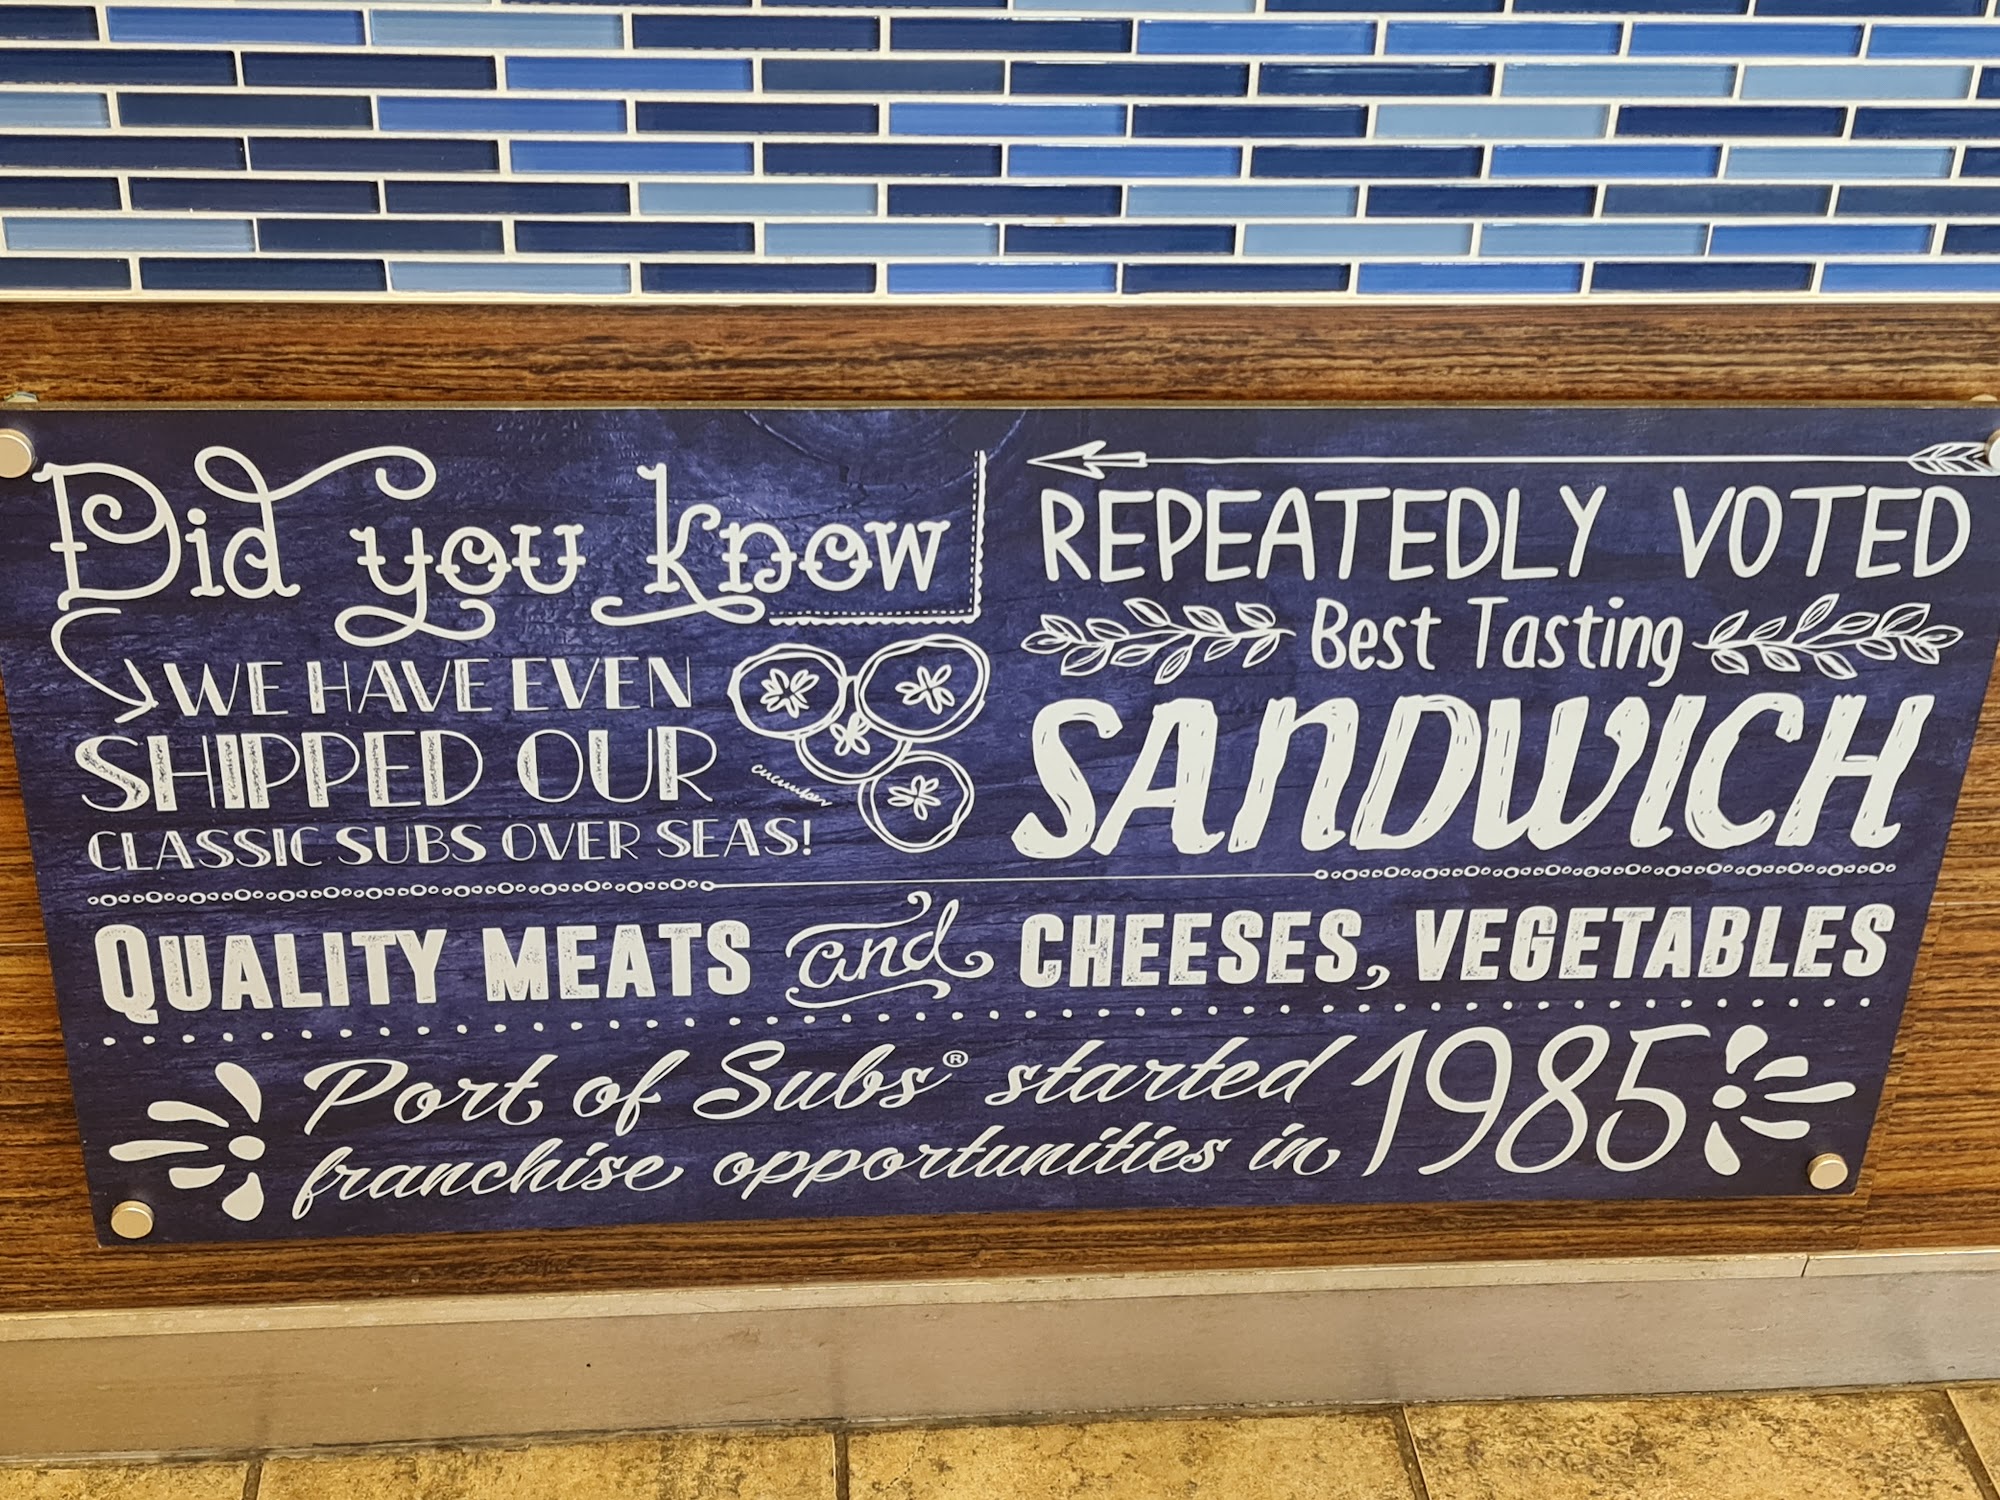 Did you know
WE HAVE EVEN
SHIPPED OUR
CLASSIC SUBS OVER SEAS!
cucumber
REPEATEDLY VOTED
Best Tasting
SANDWICH
QUALITY MEATS and CHEESES, VEGETABLES
Port of Subs® started
franchise opportunities in 1985